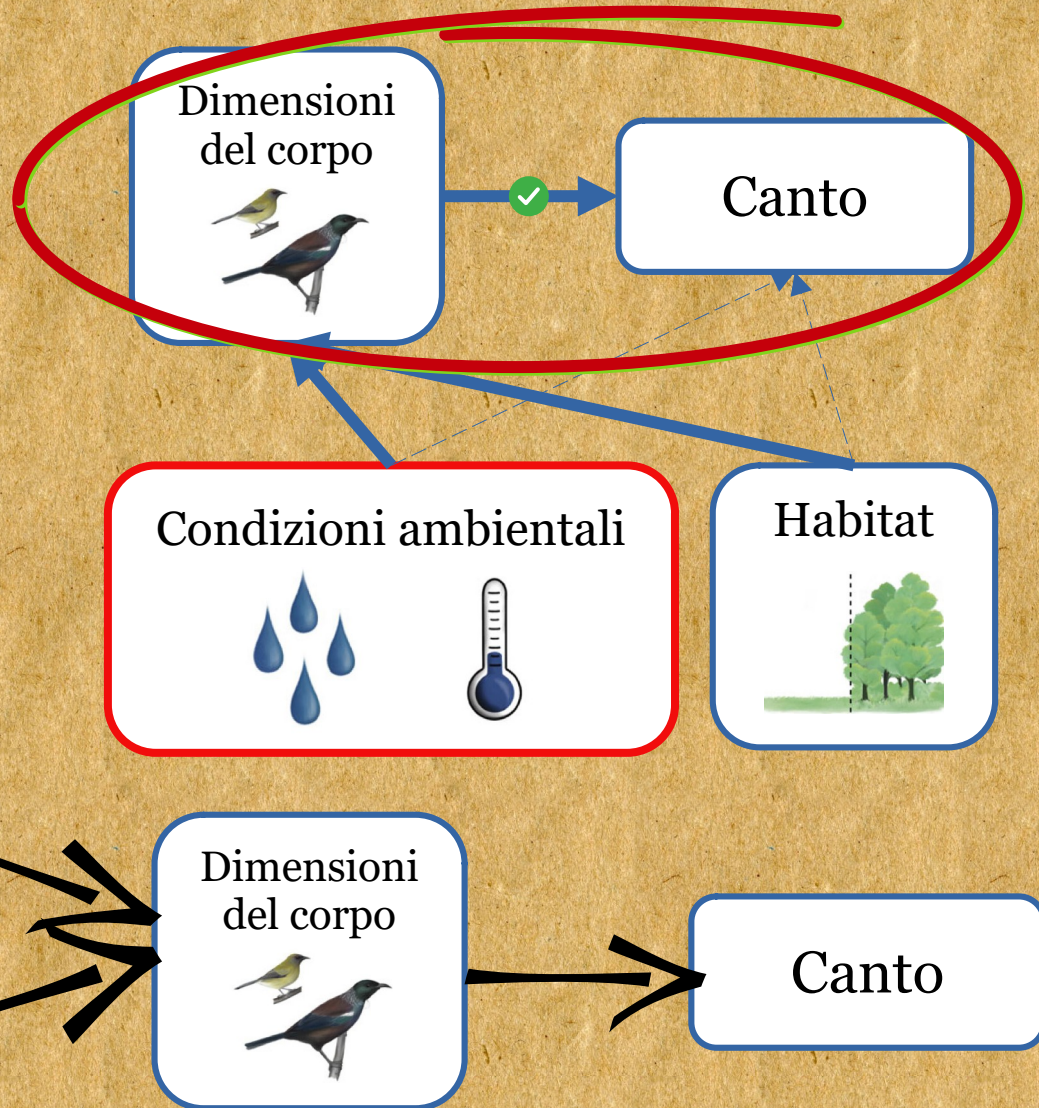 Dimensioni
del corpo
Canto
Condizioni ambientali
Habitat
Dimensioni
del corpo
Canto